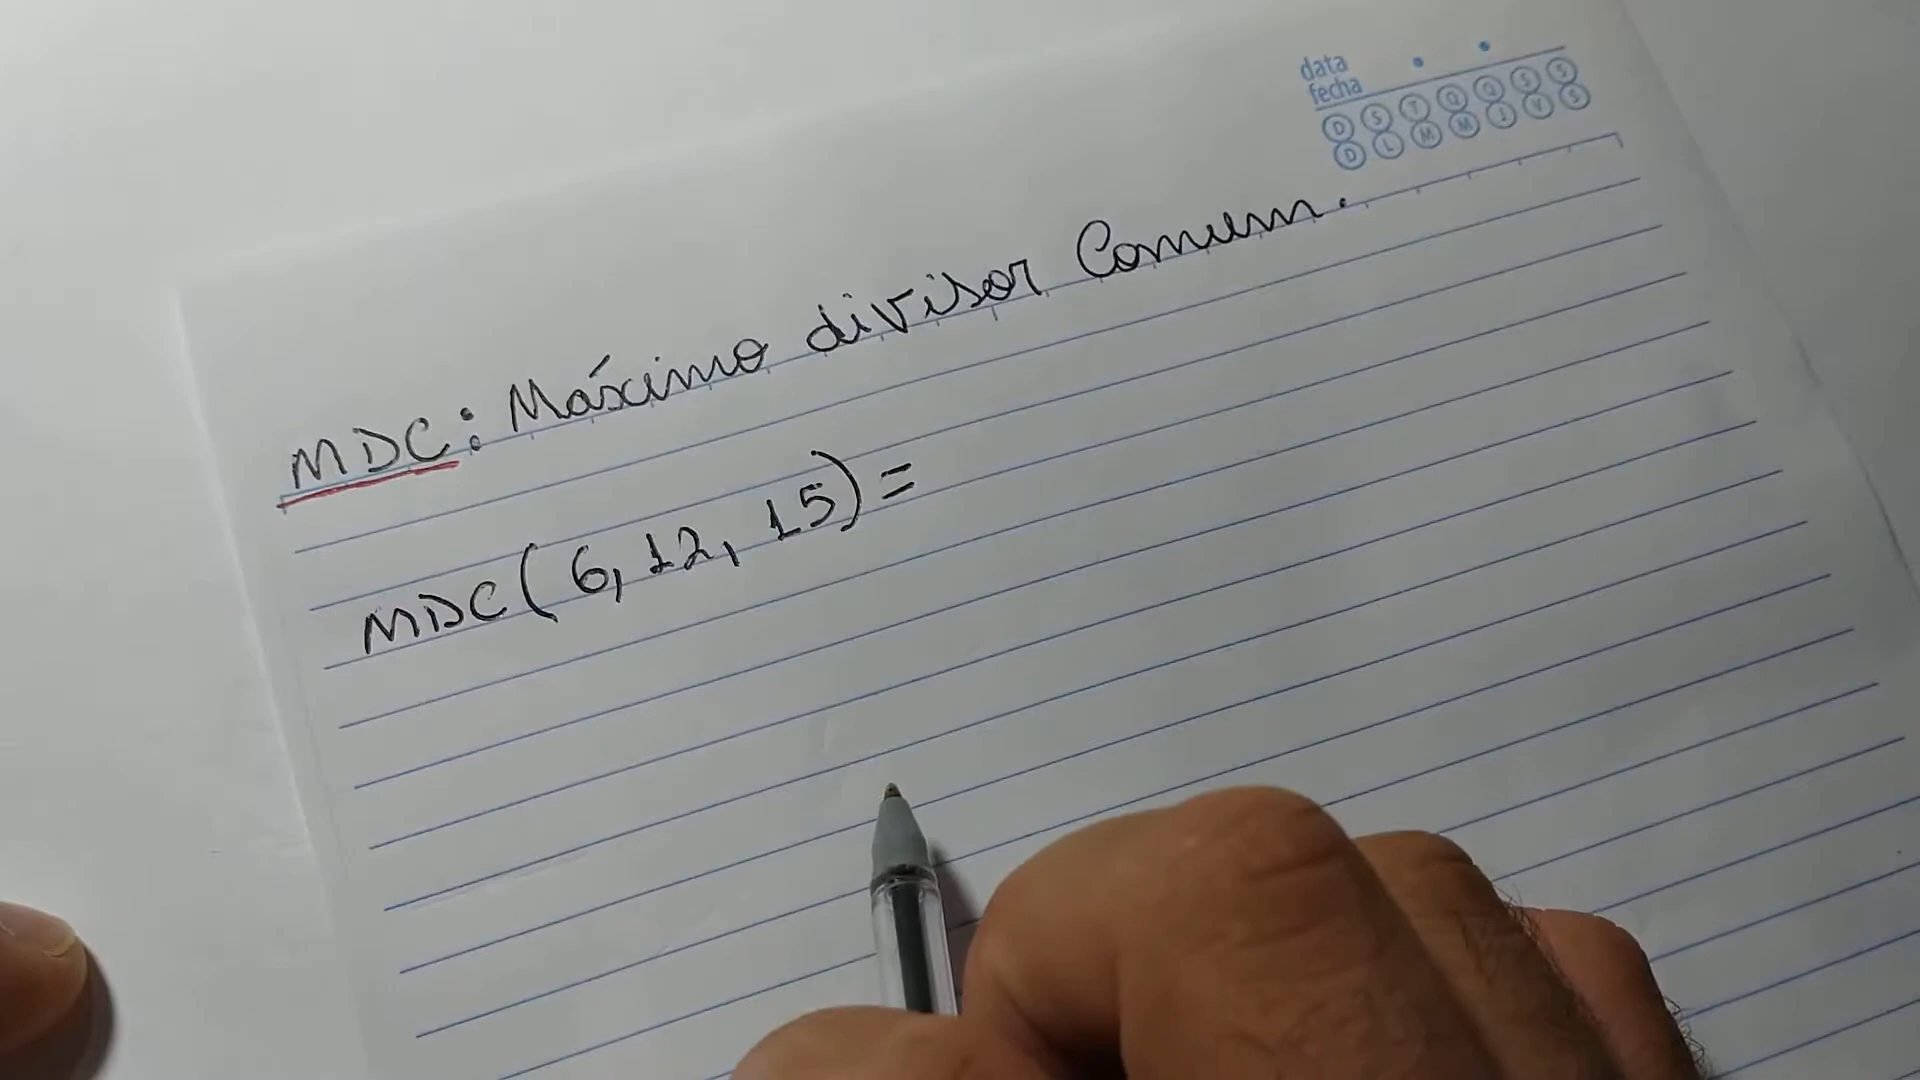 data
fecha
D S T Q Q S S
D L M M J V S
MDC: Máximo divisor Comum.
MDC(6, 12, 15)=